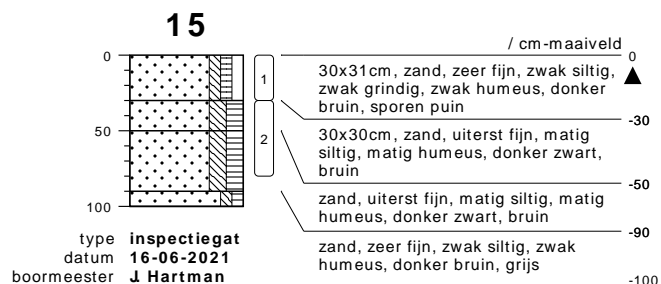 15
/ cm-maaiveld
0
0
30x31cm, zand, zeer fijn, zwak siltig,
zwak grindig, zwak humeus, donker
bruin, sporen puin
1
-30
30x30cm, zand, uiterst fijn, matig
siltig, matig humeus, donker zwart,
bruin
50
2
-50
zand, uiterst fijn, matig siltig, matig
humeus, donker zwart, bruin
-90
zand, zeer fijn, zwak siltig, zwak
humeus, donker bruin, grijs
100
-100
type inspectiegat
datum 16-06-2021
boormeester J. Hartman